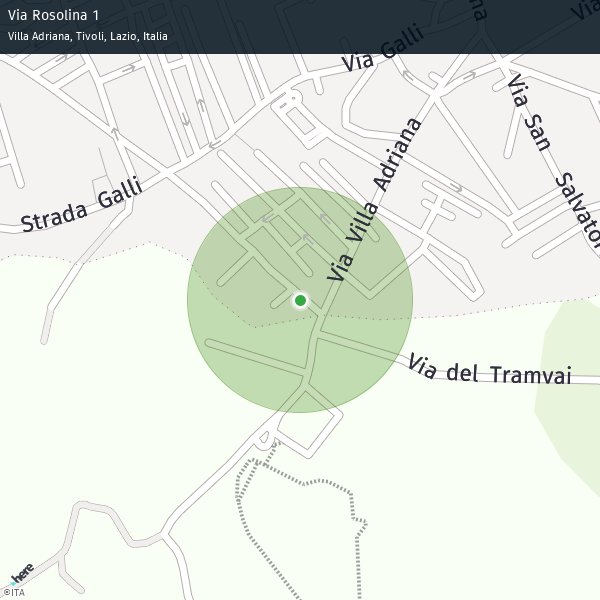 Via Rosolina 1
Villa Adriana, Tivoli, Lazio, Italia
Via Galli
Via San Salvator
Via Villa Adriana
Strada Galli
Via del Tramvai
here
©ITA